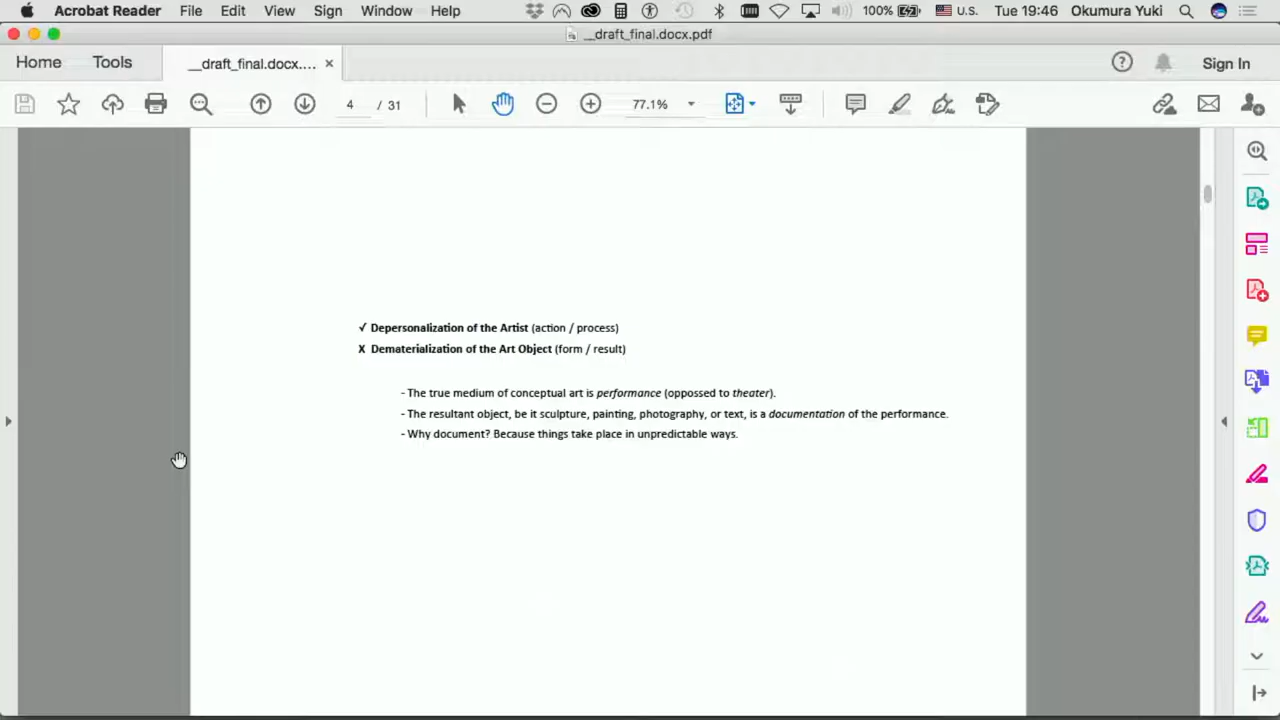 Acrobat Reader File Edit View Sign Window Help 100% U.S. Tue 19:46 Okumura Yuki
__draft_final.docx.pdf
Home Tools __draft_final.docx.... × Sign In
4 / 31 77.1%
√ Depersonalization of the Artist (action / process)
X Dematerialization of the Art Object (form / result)
- The true medium of conceptual art is performance (oppossed to theater).
- The resultant object, be it sculpture, painting, photography, or text, is a documentation of the performance.
- Why document? Because things take place in unpredictable ways.